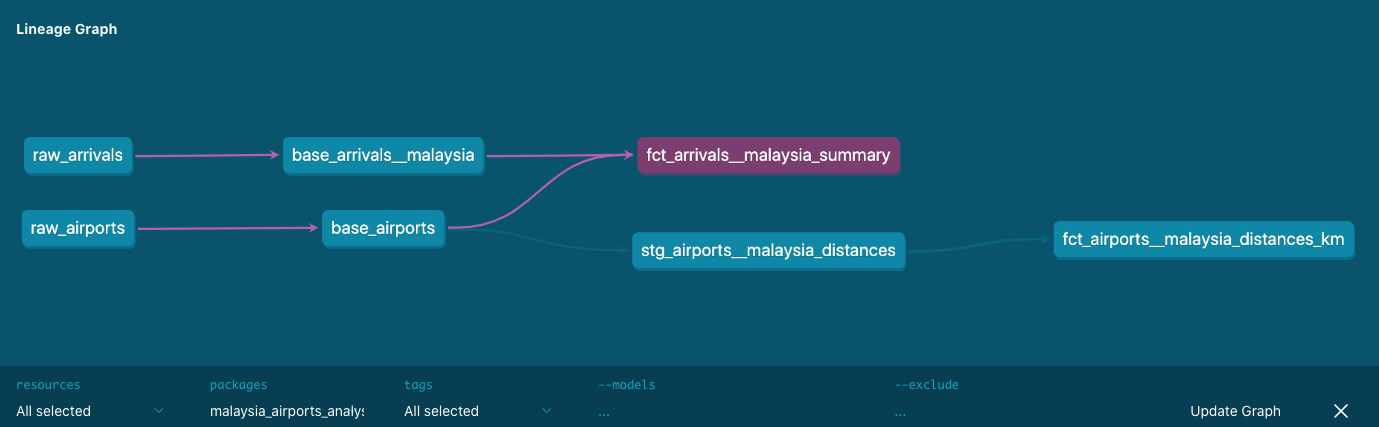 Lineage Graph
raw_arrivals
base_arrivals__malaysia
fct_arrivals__malaysia_summary
raw_airports
base_airports
stg_airports__malaysia_distances
fct_airports__malaysia_distances_km
resources
packages
tags
--models
--exclude
All selected
malaysia_airports_analys
All selected
...
...
Update Graph